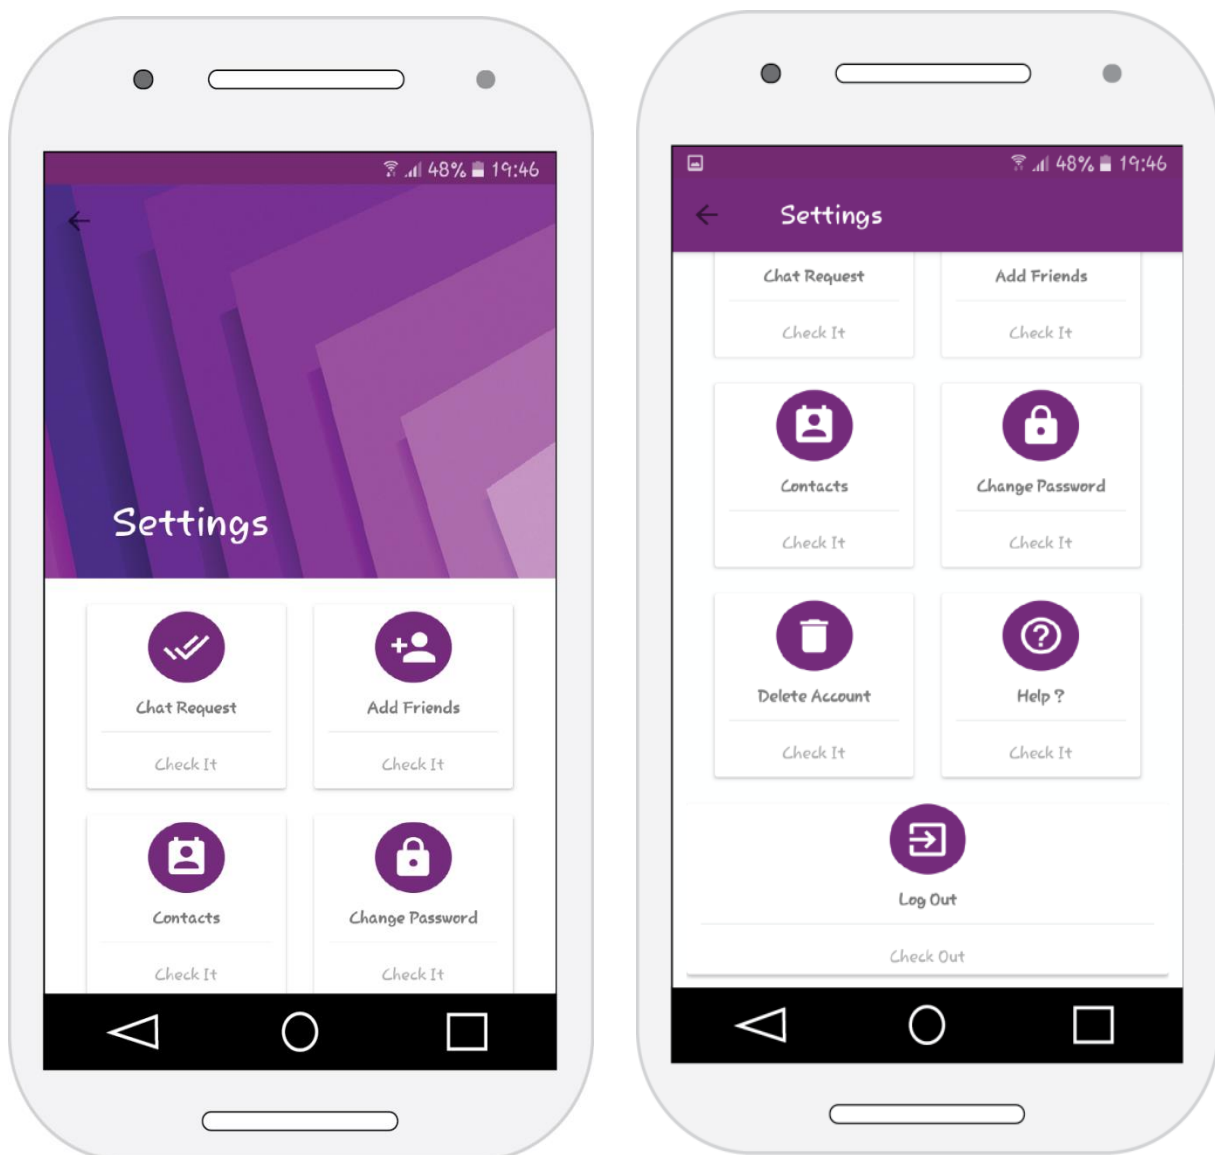 48% 19:46
Settings
Chat Request Add Friends
Check It Check It
Contacts Change Password
Check It Check It
48% 19:46
Settings
Chat Request Add Friends
Check It Check It
Contacts Change Password
Check It Check It
Delete Account Help ?
Check It Check It
Log Out
Check Out